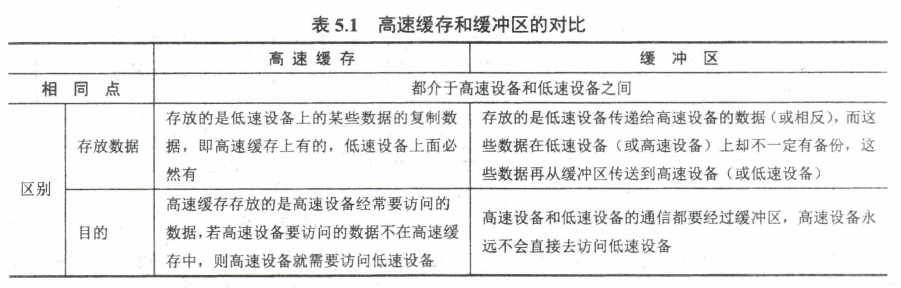 表 5.1 高速缓存和缓冲区的对比
高速缓存 缓冲区
相同点 都介于高速设备和低速设备之间
区别
存放数据
存放的是低速设备上的某些数据的复制数
据，即高速缓存上有的，低速设备上面必
然有
存放的是低速设备传递给高速设备的数据（或相反），而这
些数据在低速设备（或高速设备）上却不一定有备份，这
些数据再从缓冲区传送到高速设备（或低速设备）
目的
高速缓存存放的是高速设备经常要访问的
数据，若高速设备要访问的数据不在高速缓
存中，则高速设备就需要访问低速设备
高速设备和低速设备的通信都要经过缓冲区，高速设备永
远不会直接去访问低速设备